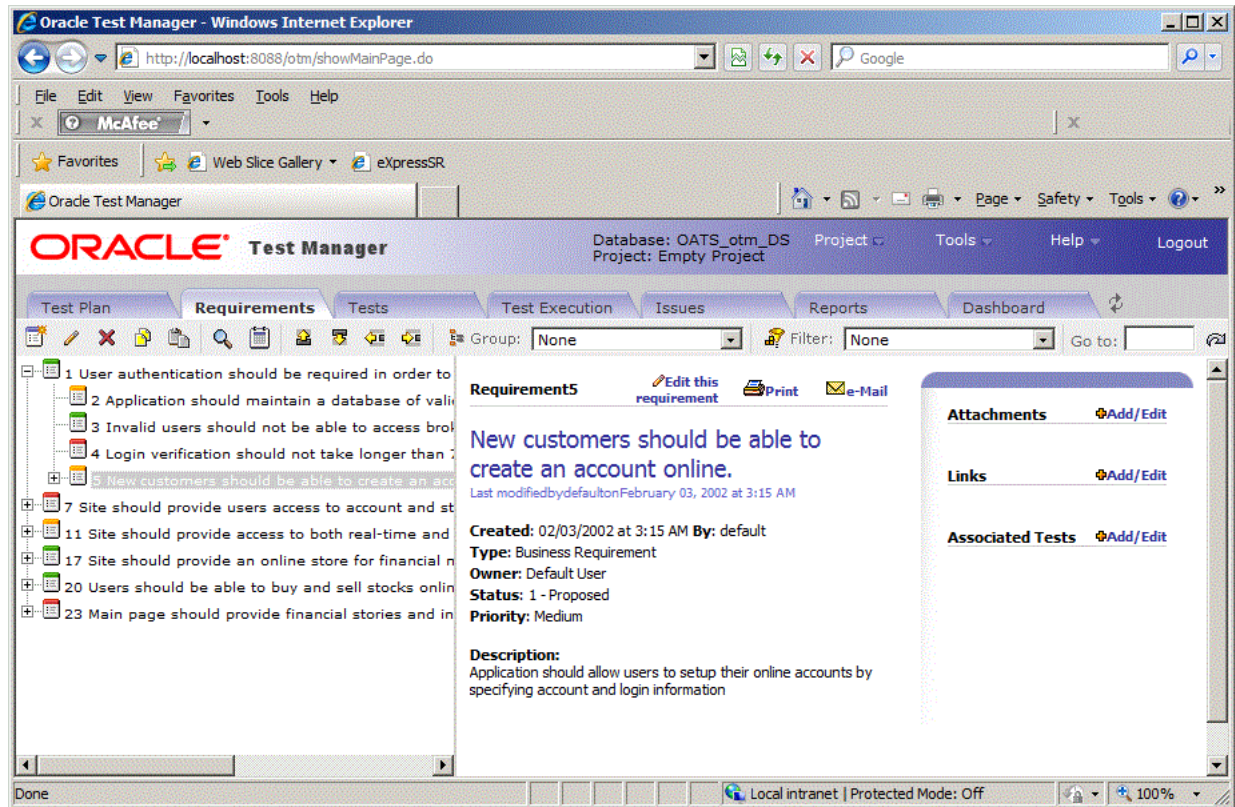 Oracle Test Manager - Windows Internet Explorer
http://localhost:8088/otm/showMainPage.do
Google
File Edit View Favorites Tools Help
McAfee
Favorites Web Slice Gallery eXpressSR
Oracle Test Manager
Page Safety Tools
ORACLE Test Manager
Database: OATS_otm_DS
Project: Empty Project
Project Tools Help Logout
Test Plan Requirements Tests Test Execution Issues Reports Dashboard
Group: None Filter: None Go to:
1 User authentication should be required in order to
2 Application should maintain a database of
3 Invalid users should not be able to access
4 Login verification should not take longer than
5 New customers should be able to create an
7 Site should provide users access to account and
11 Site should provide access to both real-time and
17 Site should provide an online store for financial
20 Users should be able to buy and sell stocks
23 Main page should provide financial stories and
Requirement5
Edit this
requirement
Print e-Mail
New customers should be able to
create an account online.
Last modifiedbydefaultonFebruary 03, 2002 at 3:15 AM
Created: 02/03/2002 at 3:15 AM By: default
Type: Business Requirement
Owner: Default User
Status: 1 - Proposed
Priority: Medium
Description:
Application should allow users to setup their online accounts by
specifying account and login information
Attachments Add/Edit
Links Add/Edit
Associated Tests Add/Edit
Done
Local intranet | Protected Mode: Off
100%